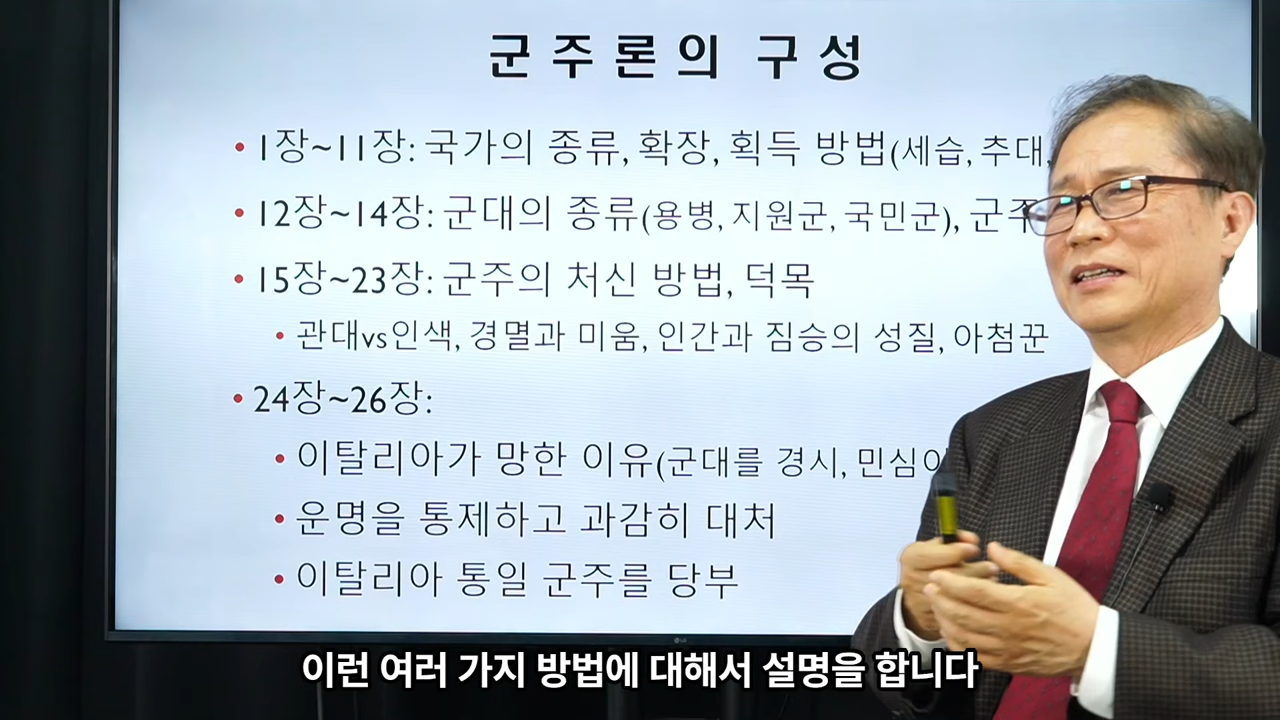 군주론의 구성
• 1장~11장: 국가의 종류, 확장, 획득 방법(세습, 추대,
• 12장~14장: 군대의 종류(용병, 지원군, 국민군), 군주
• 15장~23장: 군주의 처신 방법, 덕목
• 관대vs인색, 경멸과 미움, 인간과 짐승의 성질, 아첨꾼
• 24장~26장:
• 이탈리아가 망한 이유(군대를 경시, 민심이
• 운명을 통제하고 과감히 대처
• 이탈리아 통일 군주를 당부
LG
이런 여러 가지 방법에 대해서 설명을 합니다